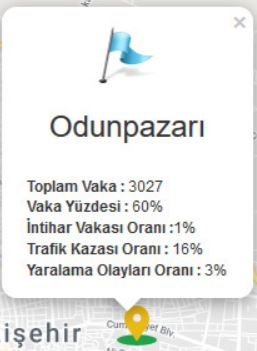 ×
Odunpazarı
Toplam Vaka : 3027
Vaka Yüzdesi : 60%
İntihar Vakası Oranı :1%
Trafik Kazası Oranı : 16%
Yaralama Olayları Oranı : 3%
işehir